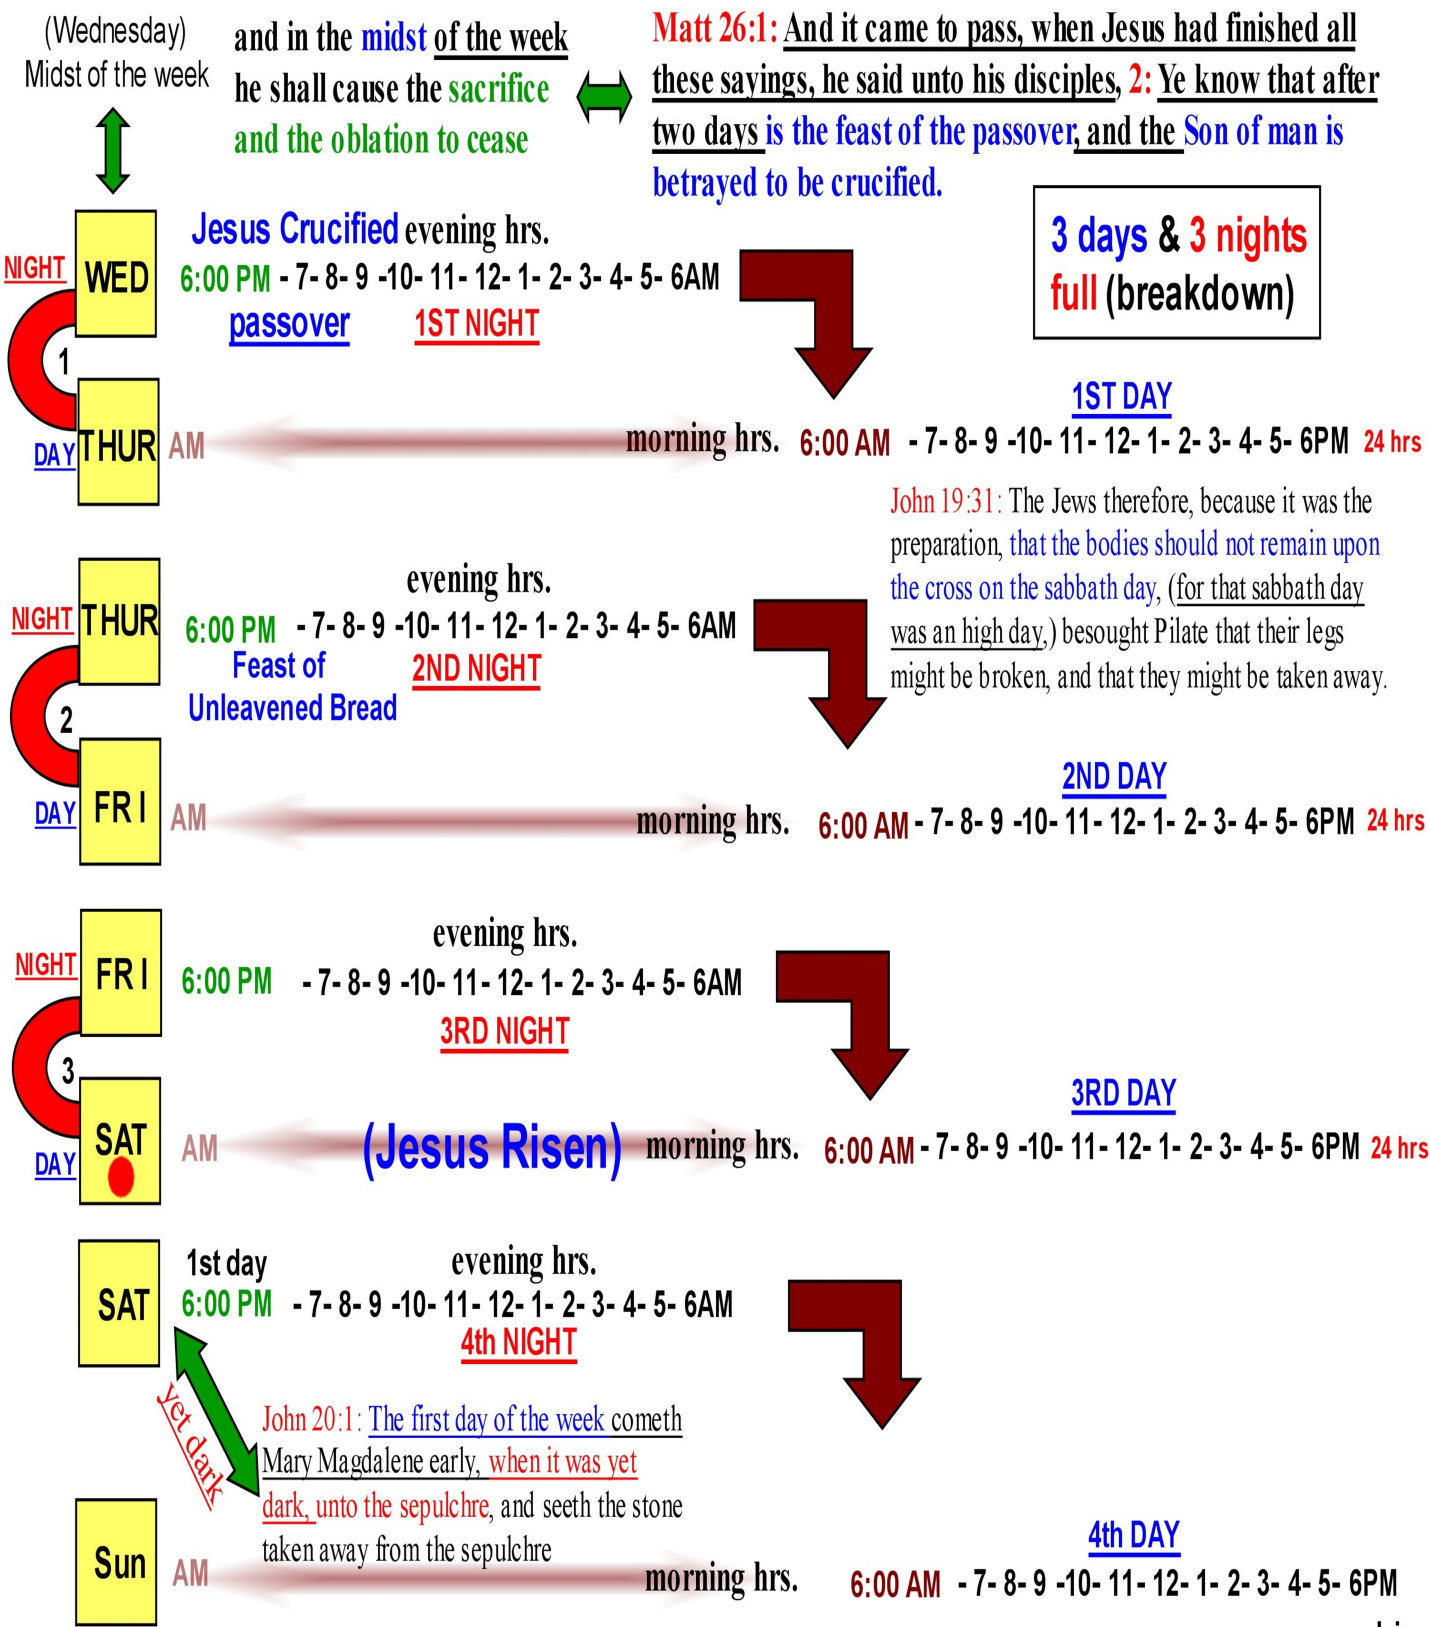 (Wednesday)
Midst of the week
and in the midst of the week
he shall cause the sacrifice
and the oblation to cease
Matt 26:1: And it came to pass, when Jesus had finished all
these sayings, he said unto his disciples, 2: Ye know that after
two days is the feast of the passover, and the Son of man is
betrayed to be crucified.
3 days & 3 nights
full (breakdown)
Jesus Crucified evening hrs.
NIGHT
WED
6:00 PM - 7- 8- 9 -10- 11- 12- 1- 2- 3- 4- 5- 6AM
passover
1ST NIGHT
1
1ST DAY
DAY
THUR
AM
morning hrs.
6:00 AM - 7- 8- 9 -10- 11- 12- 1- 2- 3- 4- 5- 6PM 24 hrs
John 19:31: The Jews therefore, because it was the
preparation, that the bodies should not remain upon
the cross on the sabbath day, (for that sabbath day
was an high day,) besought Pilate that their legs
might be broken, and that they might be taken away.
evening hrs.
NIGHT
THUR
6:00 PM - 7- 8- 9 -10- 11- 12- 1- 2- 3- 4- 5- 6AM
Feast of
Unleavened Bread
2ND NIGHT
2
2ND DAY
DAY
FRI
AM
morning hrs.
6:00 AM - 7- 8- 9 -10- 11- 12- 1- 2- 3- 4- 5- 6PM 24 hrs
evening hrs.
NIGHT
FRI
6:00 PM - 7- 8- 9 -10- 11- 12- 1- 2- 3- 4- 5- 6AM
3RD NIGHT
3
3RD DAY
DAY
SAT
AM
(Jesus Risen)
morning hrs.
6:00 AM - 7- 8- 9 -10- 11- 12- 1- 2- 3- 4- 5- 6PM 24 hrs
1st day
evening hrs.
SAT
6:00 PM - 7- 8- 9 -10- 11- 12- 1- 2- 3- 4- 5- 6AM
4th NIGHT
yet dark
John 20:1: The first day of the week cometh
Mary Magdalene early, when it was yet
dark, unto the sepulchre, and seeth the stone
taken away from the sepulchre
4th DAY
Sun
AM
morning hrs.
6:00 AM - 7- 8- 9 -10- 11- 12- 1- 2- 3- 4- 5- 6PM